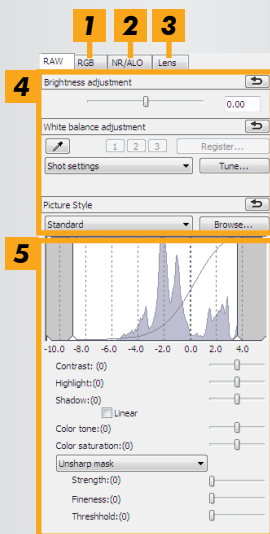 1 2 3
RAW RGB NR/ALO Lens
4
Brightness adjustment
0.00
White balance adjustment
1 2 3 Register...
Shot settings Tune...
Picture Style
Standard Browse...
5
-10.0 -8.0 -6.0 -4.0 -2.0 0.0 2.0 4.0
Contrast: (0)
Highlight:(0)
Shadow:(0)
Linear
Color tone:(0)
Color saturation:(0)
Unsharp mask
Strength:(0)
Fineness:(0)
Threshhold:(0)